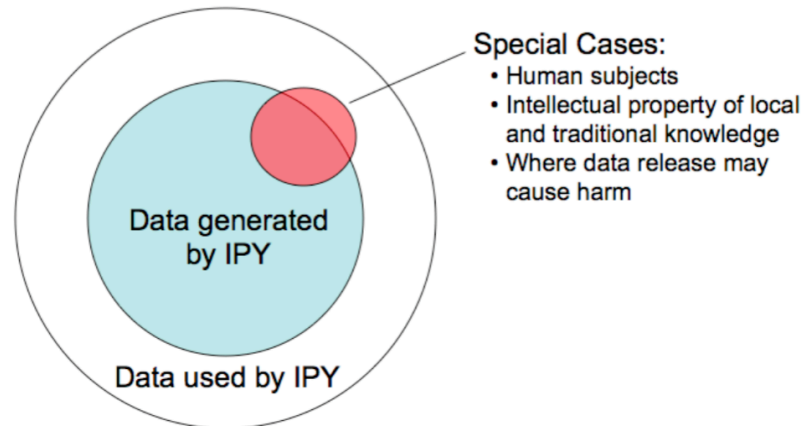 Special Cases:
• Human subjects
• Intellectual property of local
and traditional knowledge
• Where data release may
cause harm
Data generated
by IPY
Data used by IPY